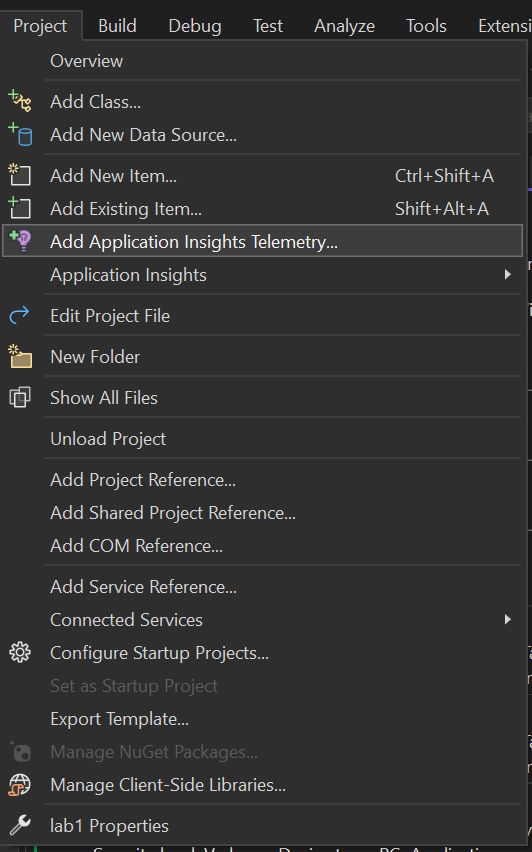 Project Build Debug Test Analyze Tools Extensi
Overview
Add Class...
Add New Data Source...
Add New Item... Ctrl+Shift+A
Add Existing Item... Shift+Alt+A
Add Application Insights Telemetry...
Application Insights
Edit Project File
New Folder
Show All Files
Unload Project
Add Project Reference...
Add Shared Project Reference...
Add COM Reference...
Add Service Reference...
Connected Services
Configure Startup Projects...
Set as Startup Project
Export Template...
Manage NuGet Packages...
Manage Client-Side Libraries...
lab1 Properties